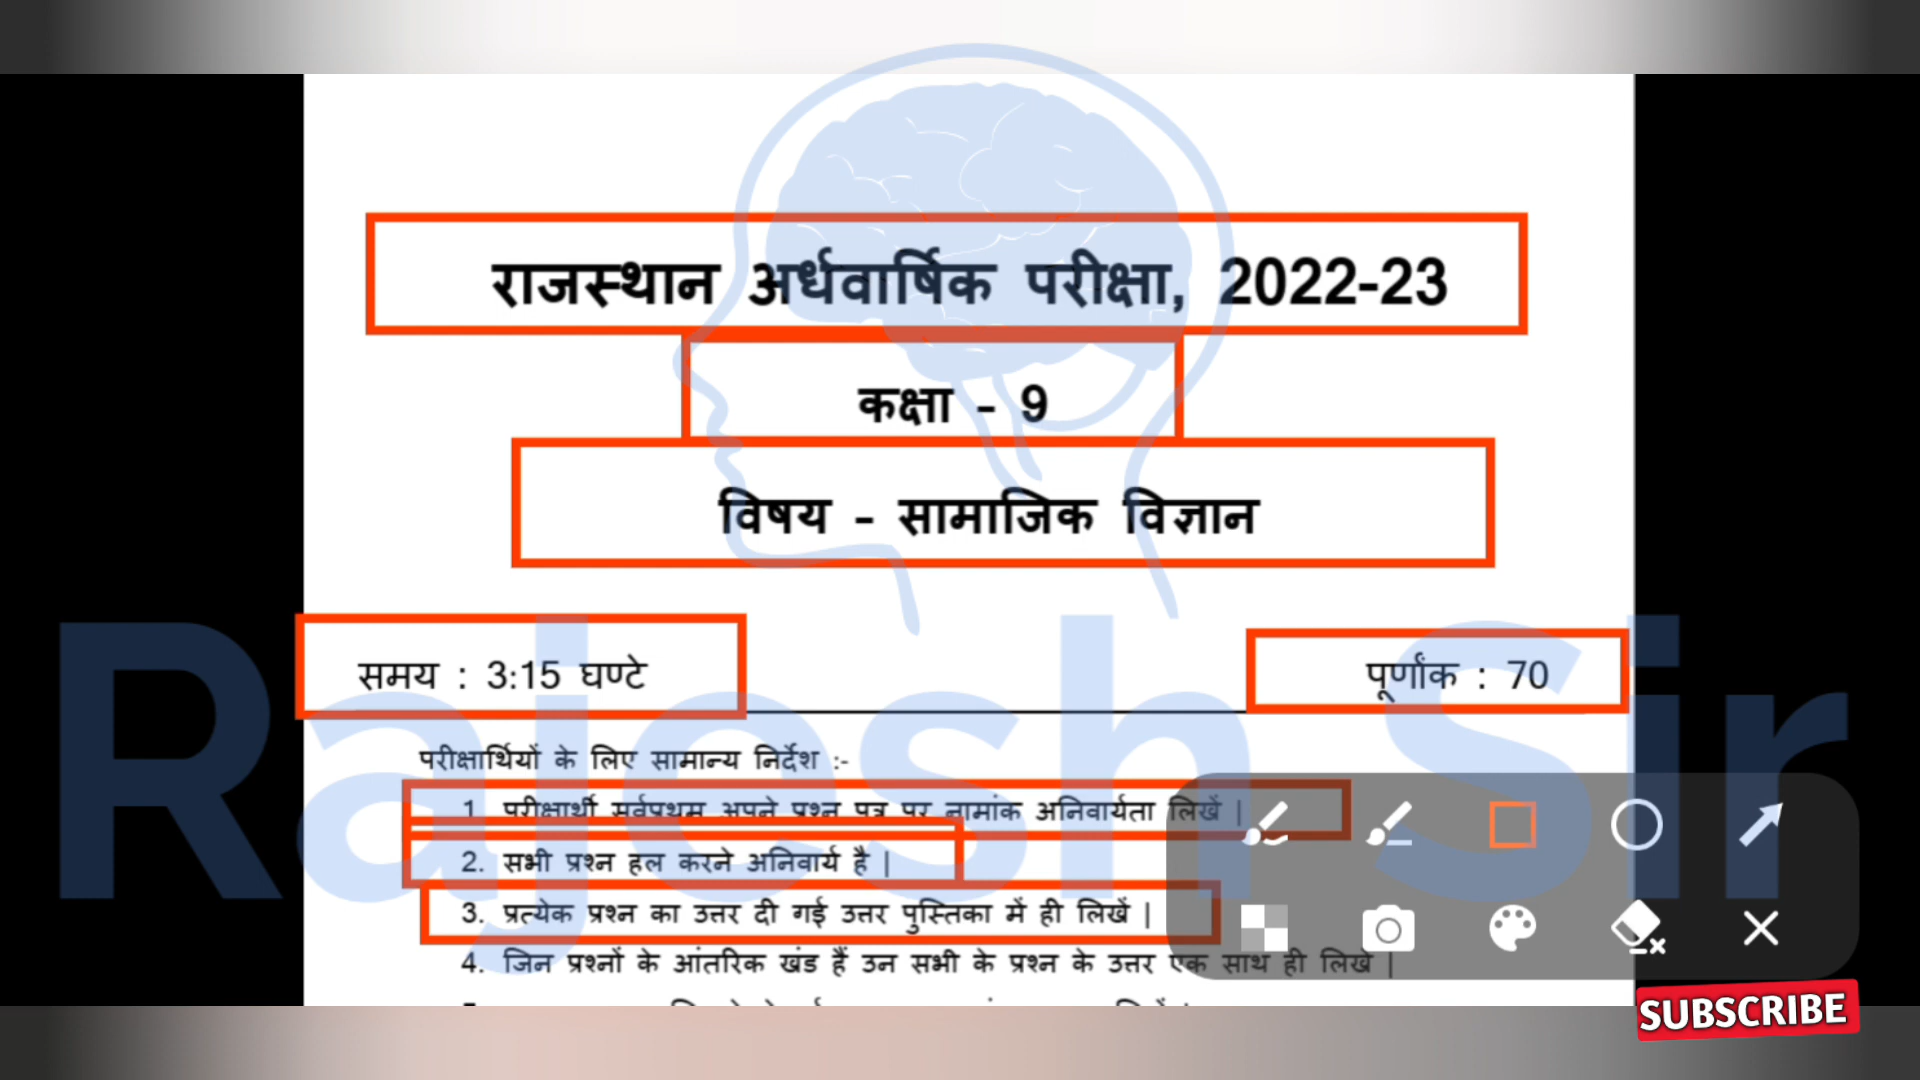 राजस्थान अर्धवार्षिक परीक्षा, 2022-23
कक्षा - 9
विषय - सामाजिक विज्ञान
समय : 3:15 घण्टे
पूर्णांक : 70
Rajesh Sir
परीक्षार्थियों के लिए सामान्य निर्देश :-
1. परीक्षार्थी सर्वप्रथम अपने प्रश्न पत्र पर नामांक अनिवार्यता लिखें |
2. सभी प्रश्न हल करने अनिवार्य है |
3. प्रत्येक प्रश्न का उत्तर दी गई उत्तर पुस्तिका में ही लिखें |
4. जिन प्रश्नों के आंतरिक खंड हैं उन सभी के प्रश्न के उत्तर एक साथ ही लिखे |
SUBSCRIBE